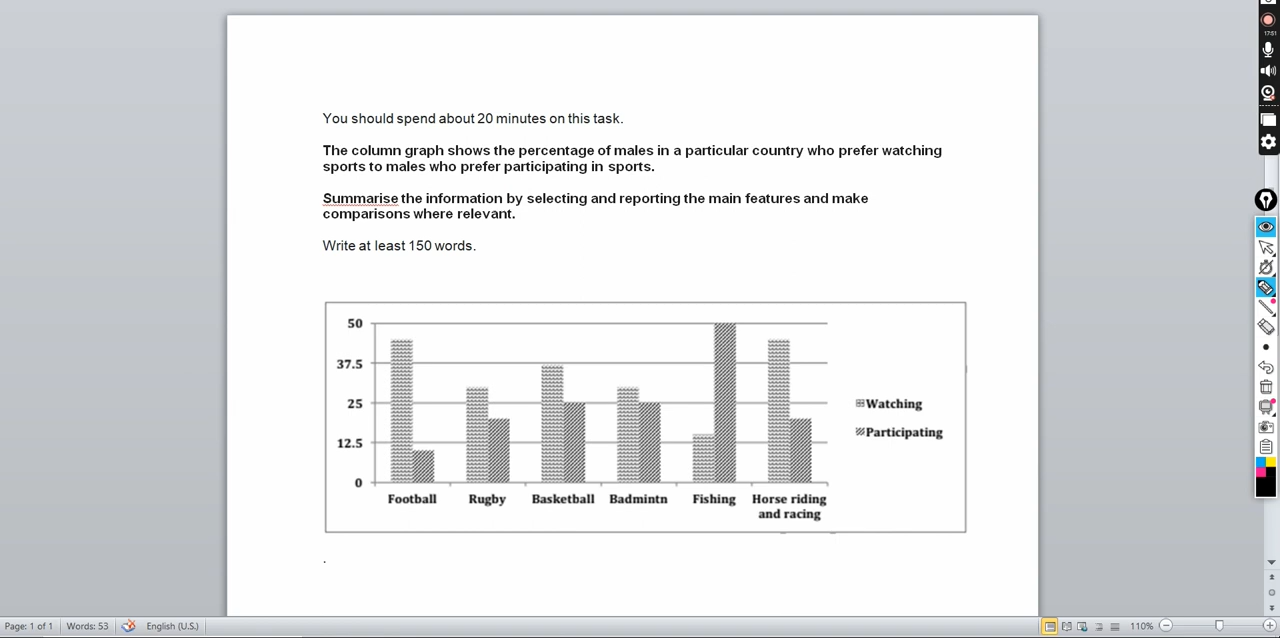 You should spend about 20 minutes on this task.
The column graph shows the percentage of males in a particular country who prefer watching
sports to males who prefer participating in sports.
Summarise the information by selecting and reporting the main features and make
comparisons where relevant.
Write at least 150 words.
50
37.5
25
12.5
0
Football Rugby Basketball Badmintn Fishing Horse riding
and racing
Watching
Participating
.
Page: 1 of 1 Words: 53 English (U.S.) 110%
17:51